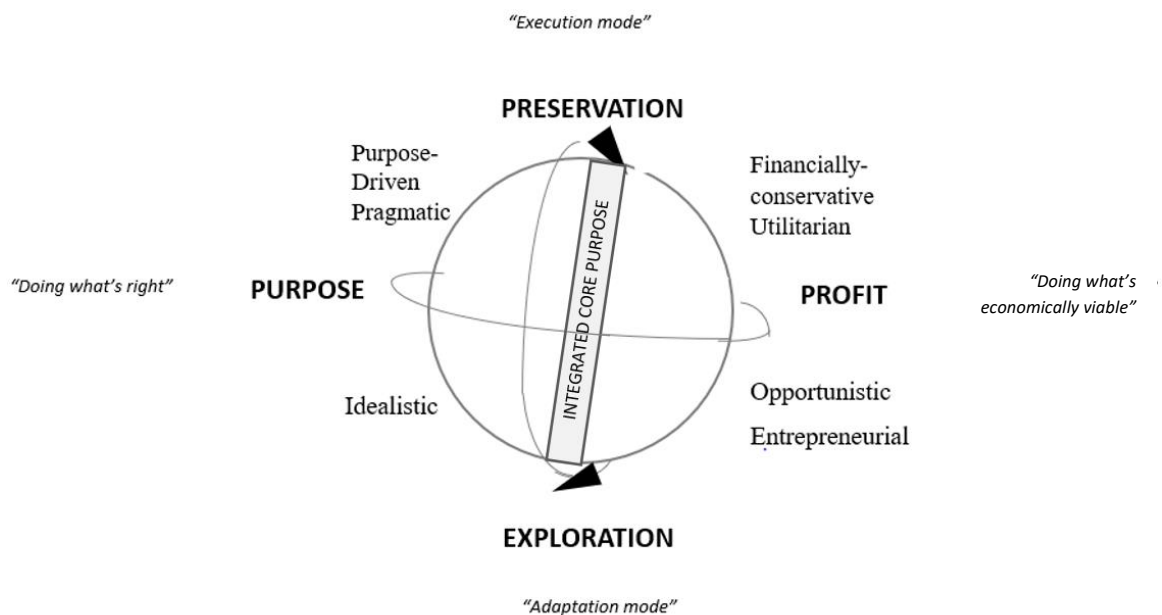 “Execution mode”
PRESERVATION
Purpose-
Driven
Pragmatic
Financially-
conservative
Utilitarian
INTEGRATED CORE PURPOSE
“Doing what’s right”
PURPOSE
PROFIT
“Doing what’s
economically viable”
Idealistic
Opportunistic
Entrepreneurial
EXPLORATION
“Adaptation mode”